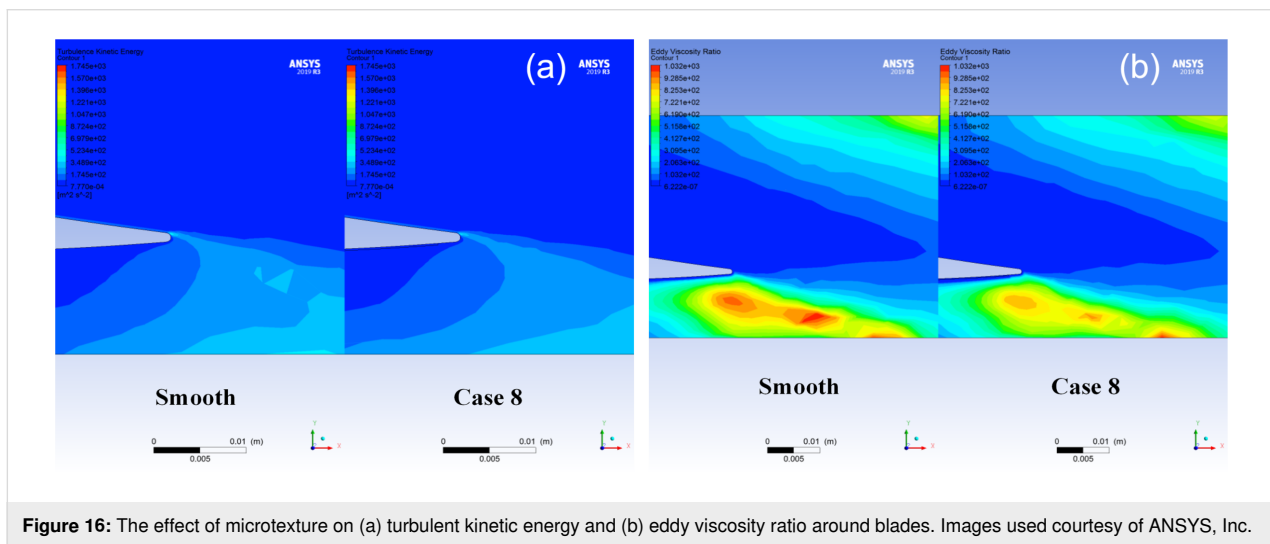 Turbulence Kinetic Energy
Contour 1
1.745e+03
1.570e+03
1.396e+03
1.221e+03
1.047e+03
8.724e+02
6.979e+02
5.234e+02
3.489e+02
1.745e+02
7.770e-04
[m^2 s^-2]
ANSYS
2019 R3
Smooth
0 0.01 (m)
0.005
Y
X
Turbulence Kinetic Energy
Contour 1
1.745e+03
1.570e+03
1.396e+03
1.221e+03
1.047e+03
8.724e+02
6.979e+02
5.234e+02
3.489e+02
1.745e+02
7.770e-04
[m^2 s^-2]
(a)
ANSYS
2019 R3
Case 8
0 0.01 (m)
0.005
Y
X
Eddy Viscosity Ratio
Contour 1
1.032e+03
9.285e+02
8.253e+02
7.221e+02
6.190e+02
5.158e+02
4.127e+02
3.095e+02
2.063e+02
1.032e+02
6.222e-07
ANSYS
2019 R3
Smooth
0 0.01 (m)
0.005
Y
X
Eddy Viscosity Ratio
Contour 1
1.032e+03
9.285e+02
8.253e+02
7.221e+02
6.190e+02
5.158e+02
4.127e+02
3.095e+02
2.063e+02
1.032e+02
6.222e-07
(b)
ANSYS
2019 R3
Case 8
0 0.01 (m)
0.005
Y
X
Figure 16: The effect of microtexture on (a) turbulent kinetic energy and (b) eddy viscosity ratio around blades. Images used courtesy of ANSYS, Inc.